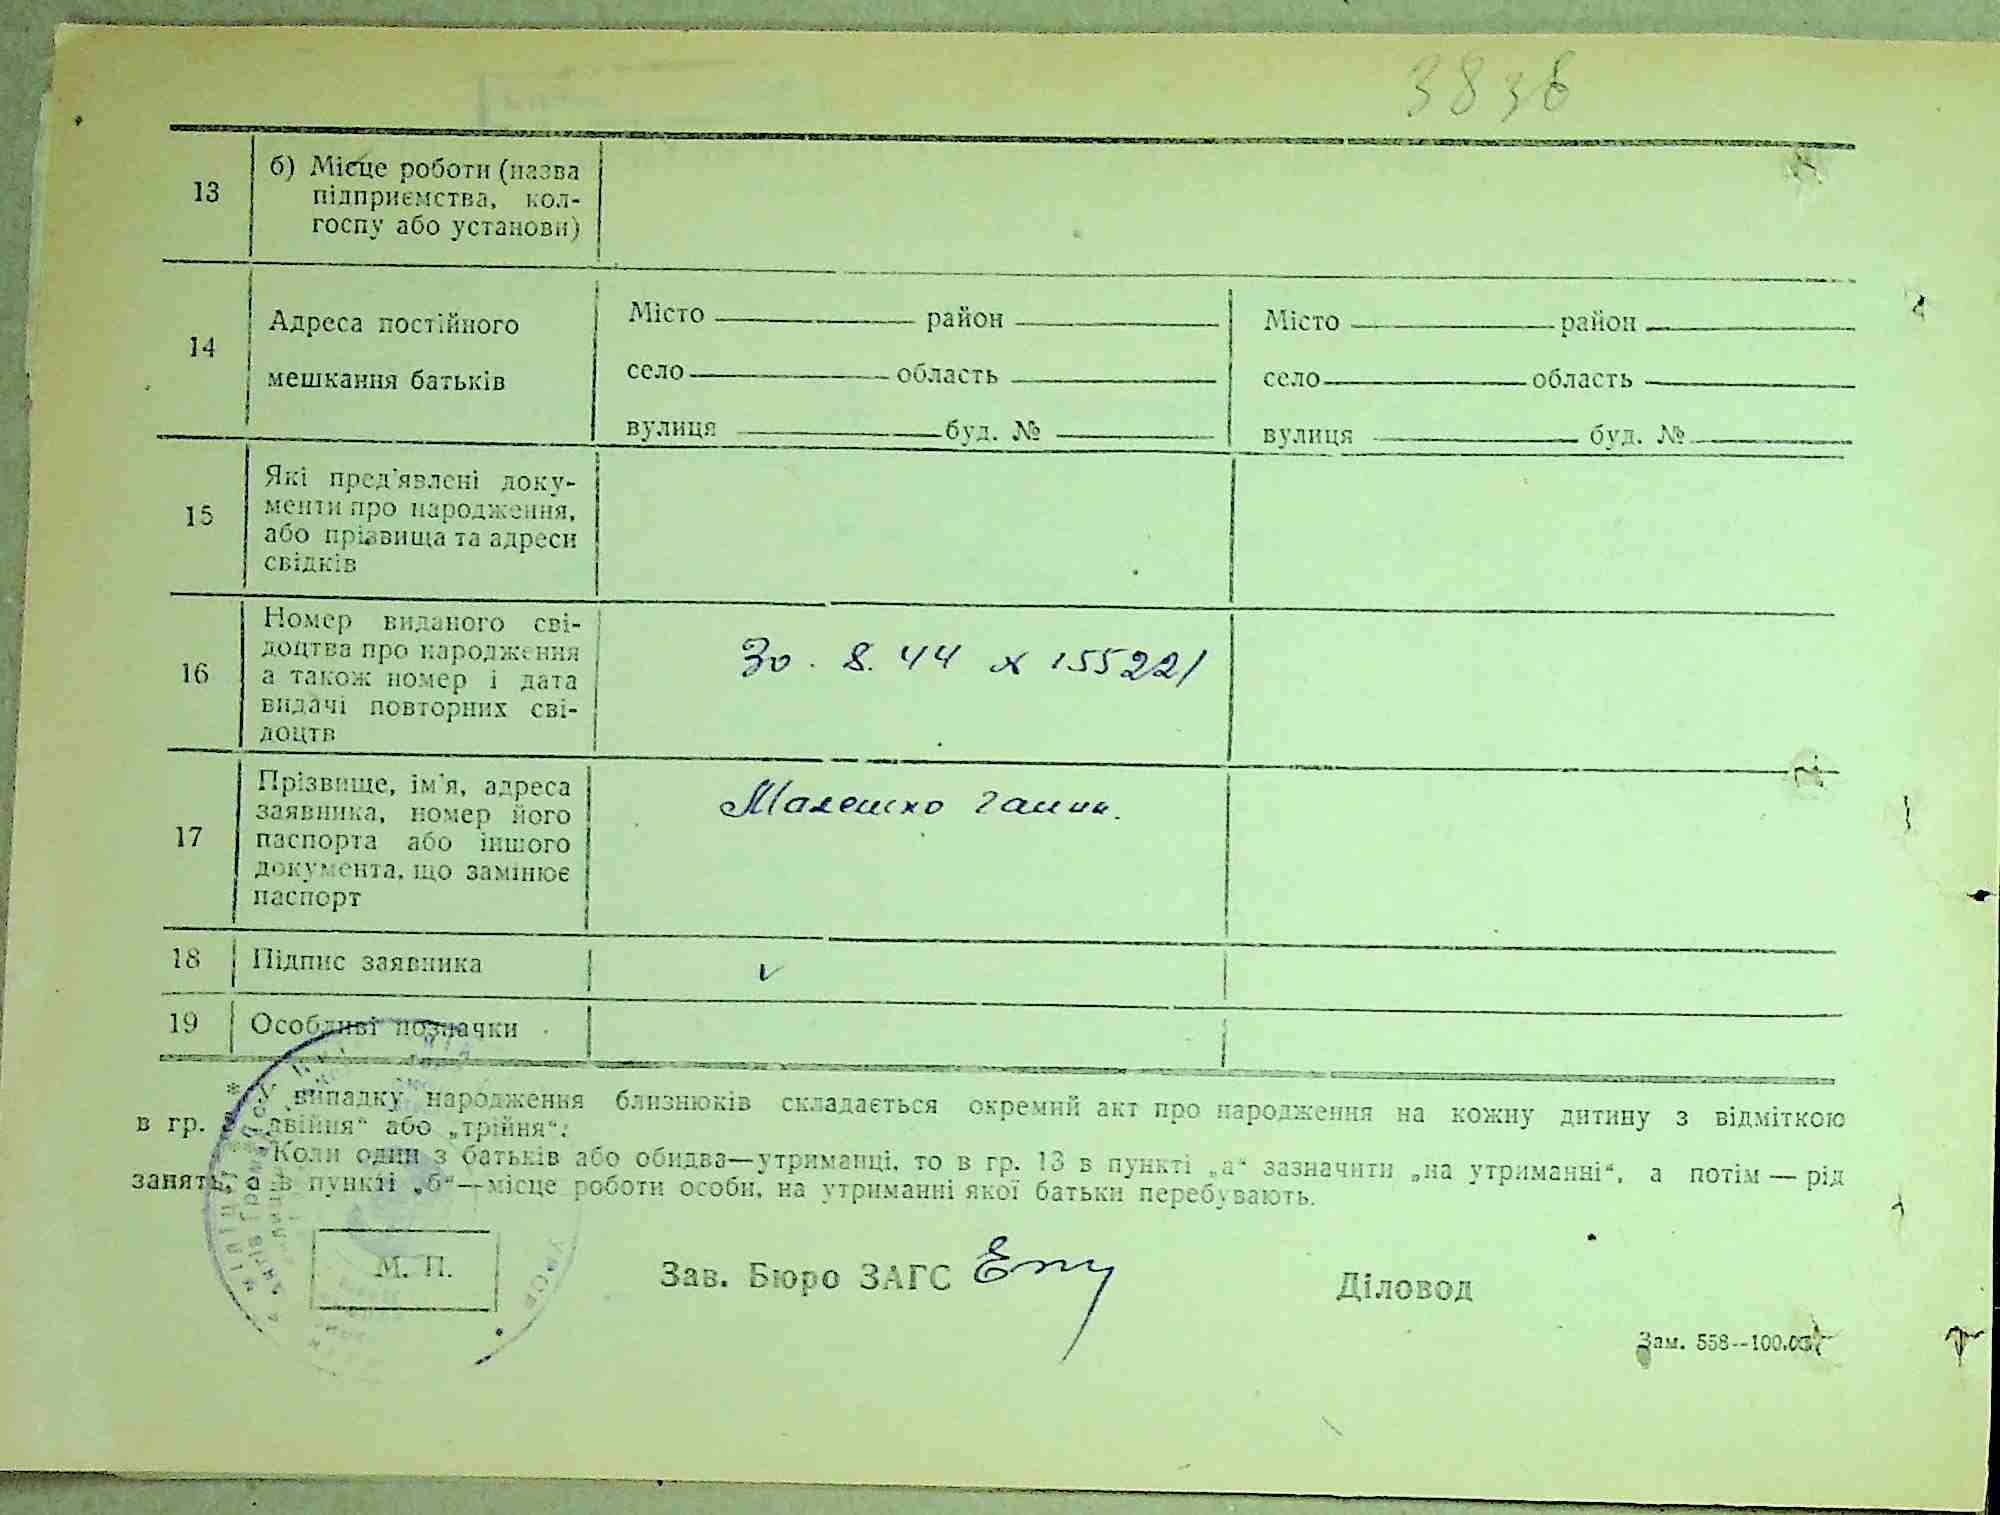 383в
13
б) Місце роботи (назва
підприємства, кол-
госпу або установи)
14
Адреса постійного
мешкання батьків
Місто район
село область
вулиця буд. №
Місто район
село область
вулиця буд. №
15
Які пред'явлені доку-
менти про народження,
або прізвища та адреси
свідків
16
Номер виданого сві-
доцтва про народження
а також номер і дата
видачі повторних сві-
доцтв
30. 8. 44 х 155221
17
Прізвище, ім'я, адреса
заявника, номер його
паспорта або іншого
документа, що замінює
паспорт
18
Підпис заявника
v
19
Особливі позначки
* У випадку народження близнюків складається окремий акт про народження на кожну дитину з відміткою
в гр. „двійня“ або „трійня“:
Коли один з батьків або обидва—утриманці, то в гр. 13 в пункті „а“ зазначити „на утриманні“, а потім — рід
занять, а в пункті „б“—місце роботи особи, на утриманні якої батьки перебувають.
М. П.
Зав. Бюро ЗАГС
Діловод
Зам. 558--100.0